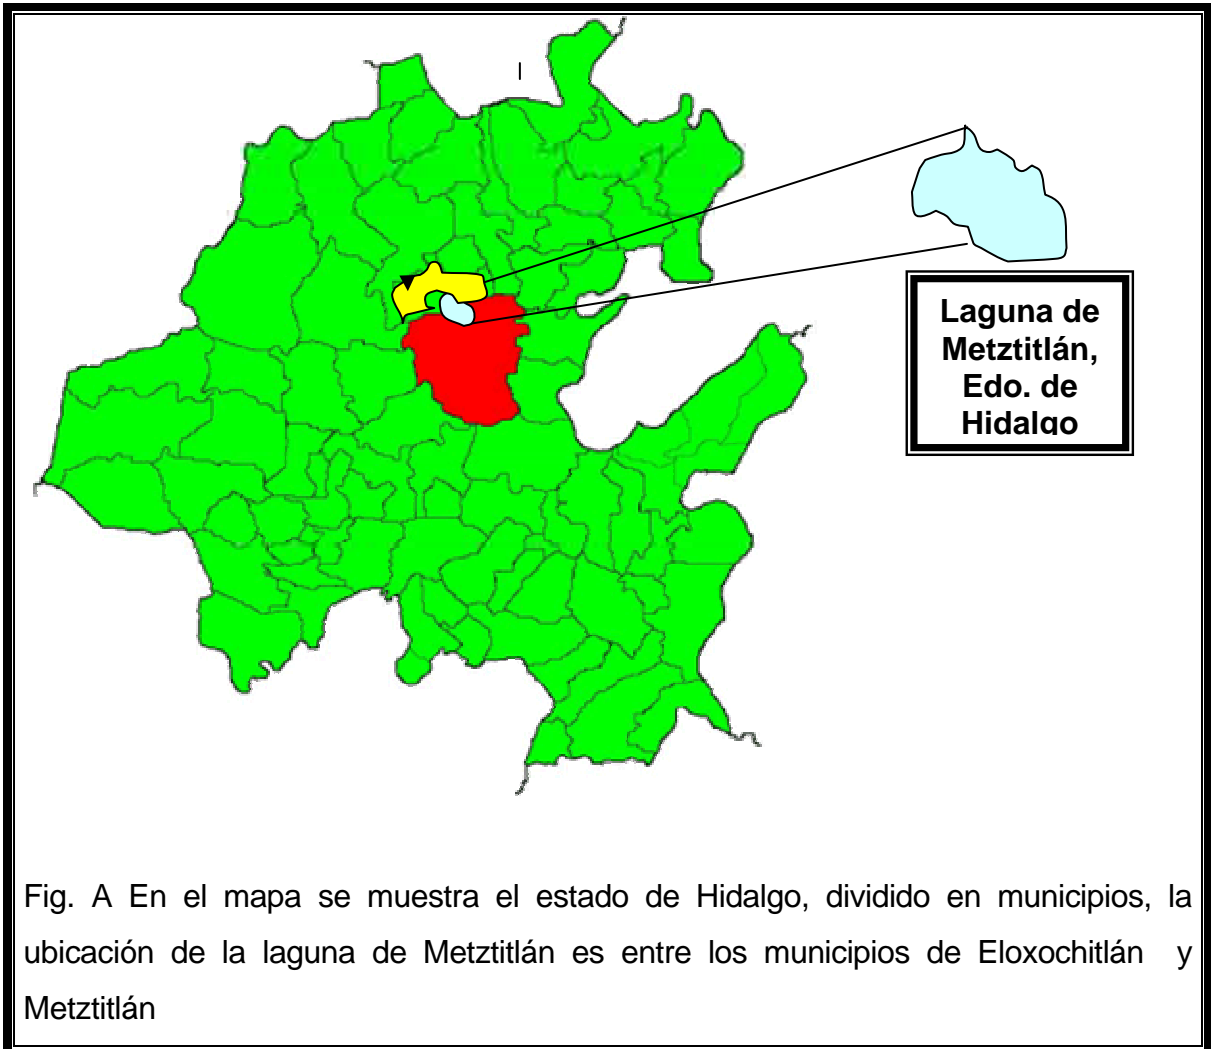 Laguna de
Metztitlán,
Edo. de
Hidalgo
Fig. A En el mapa se muestra el estado de Hidalgo, dividido en municipios, la
ubicación de la laguna de Metztitlán es entre los municipios de Eloxochitlán y
Metztitlán